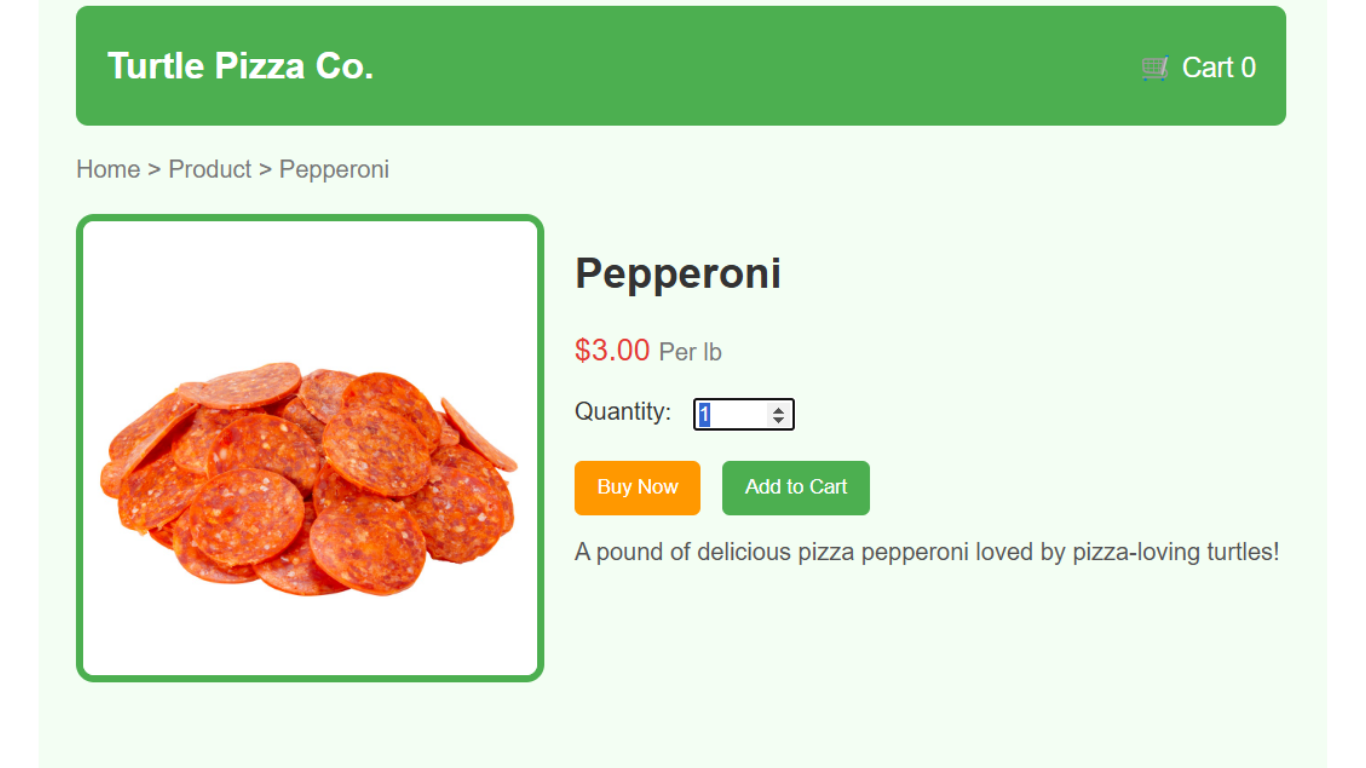 Turtle Pizza Co.
🛒 Cart 0
Home > Product > Pepperoni
Pepperoni
$3.00 Per lb
Quantity: 1
Buy Now Add to Cart
A pound of delicious pizza pepperoni loved by pizza-loving turtles!